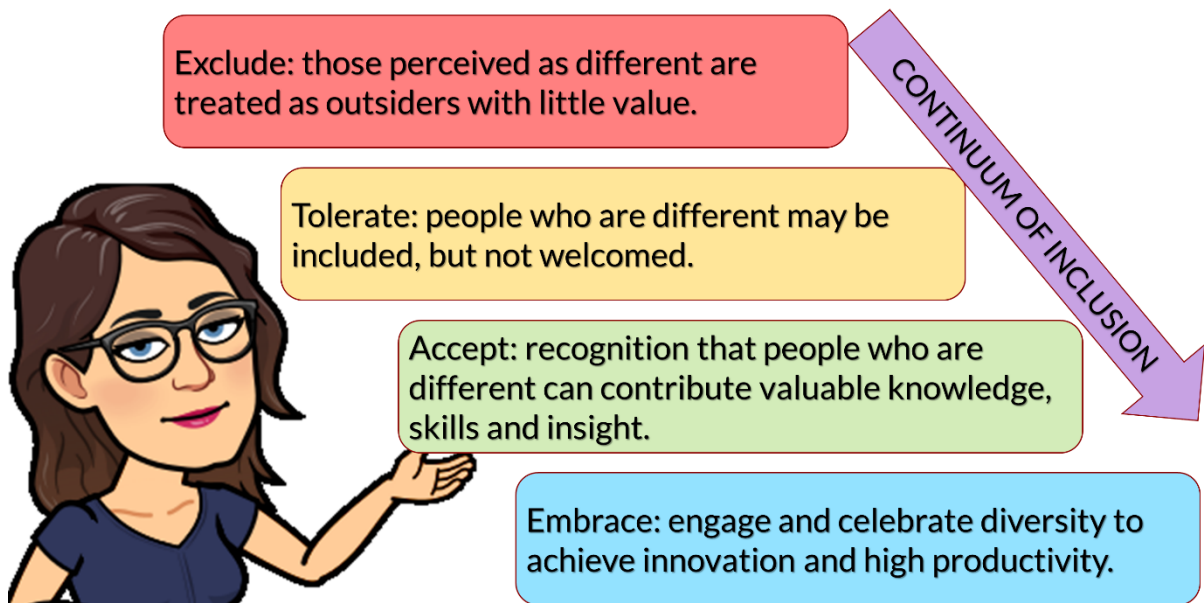 Exclude: those perceived as different are
treated as outsiders with little value.
CONTINUUM OF INCLUSION
Tolerate: people who are different may be
included, but not welcomed.
Accept: recognition that people who are
different can contribute valuable knowledge,
skills and insight.
Embrace: engage and celebrate diversity to
achieve innovation and high productivity.